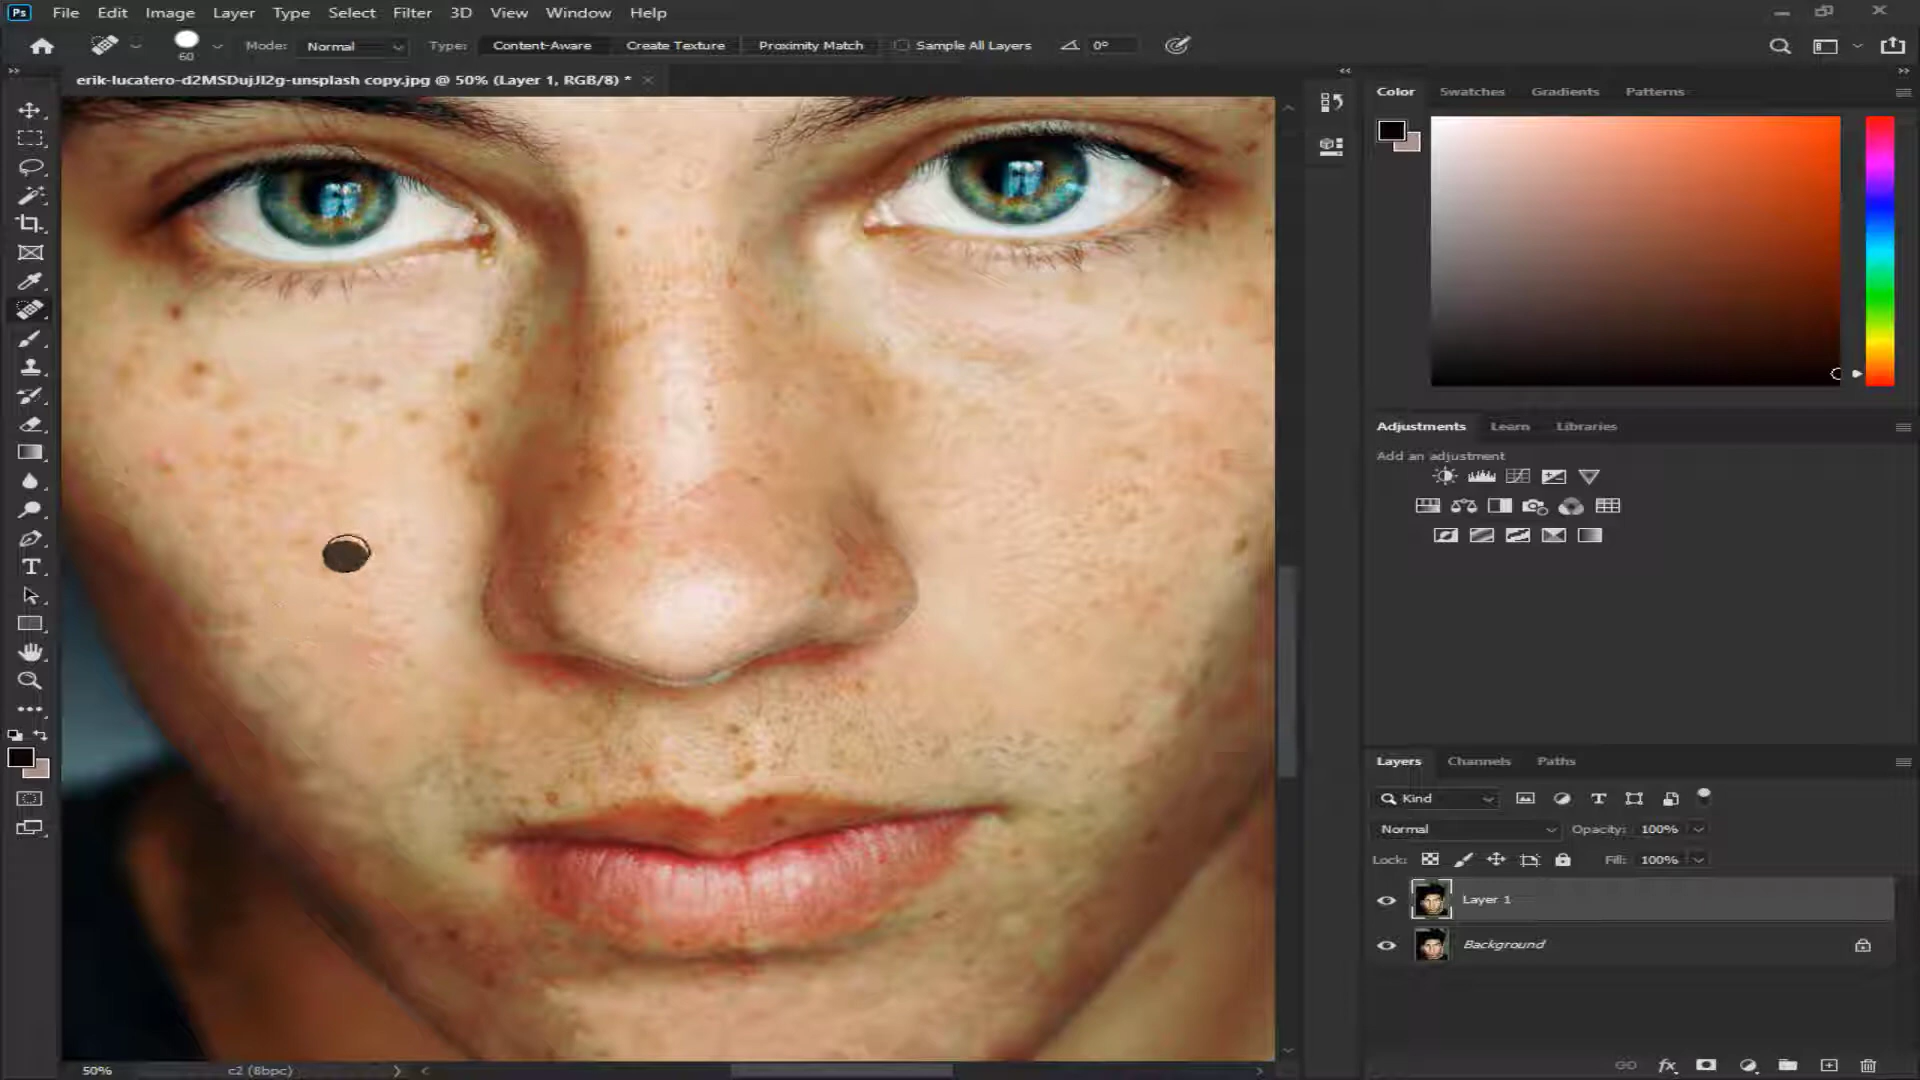 Ps File Edit Image Layer Type Select Filter 3D View Window Help
60 Mode: Normal Type: Content-Aware Create Texture Proximity Match Sample All Layers 0°
erik-lucatero-d2MSDujJl2g-unsplash copy.jpg @ 50% (Layer 1, RGB/8) *
Color Swatches Gradients Patterns
Adjustments Learn Libraries
Add an adjustment
Layers Channels Paths
Kind
Normal Opacity: 100%
Lock: Fill: 100%
Layer 1
Background
fx
50% c2 (8bpc)